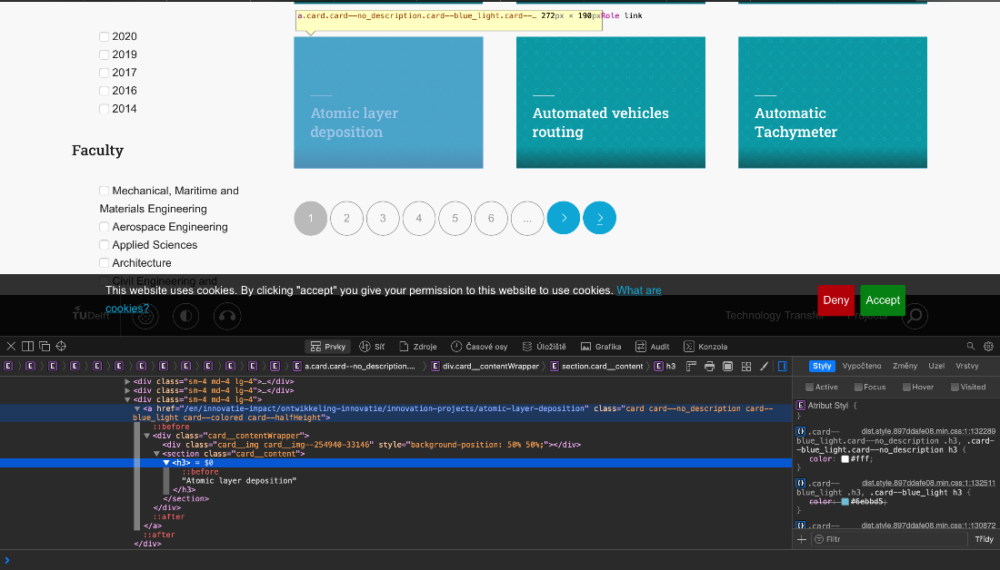 a.card.card--no_description.card--blue_light.card--… 272px × 190px Role link
2020
2019
2017
2016
2014
Faculty
Mechanical, Maritime and
Materials Engineering
Aerospace Engineering
Applied Sciences
Architecture
Civil Engineering and
Atomic layer
deposition
Automated vehicles
routing
Automatic
Tachymeter
1 2 3 4 5 6 ...
This website uses cookies. By clicking "accept" you give your permission to this website to use cookies. What are
cookies?
Deny Accept
TUDelft
Technology Transfer Projects
Prvky Síť Zdroje Časové osy Úložiště Grafika Audit Konzola
E E E E E E E E E E E E E E a.card.card--no_description.… E div.card__contentWrapper E section.card__content E h3
<div class="sm-4 md-4 lg-4">…</div>
<div class="sm-4 md-4 lg-4">…</div>
<div class="sm-4 md-4 lg-4">
<a href="/en/innovatie-impact/ontwikkeling-innovatie/innovation-projects/atomic-layer-deposition" class="card card--no_description card--
blue_light card--colored card--halfHeight">
::before
<div class="card__contentWrapper">
<div class="card__img card__img--254940-33146" style="background-position: 50% 50%;"></div>
<section class="card__content">
<h3> = $0
::before
"Atomic layer deposition"
</h3>
</section>
</div>
::after
</a>
::after
</div>
Styly Vypočteno Změny Uzel Vrstvy
Active Focus Hover Visited
E Atribut Styl {
}
.card-- dist.style.897ddafe08.min.css:1:132289
blue_light.card--no_description .h3, .card-
-blue_light.card--no_description h3 {
color: #fff;
}
.card-- dist.style.897ddafe08.min.css:1:132511
blue_light .h3, .card--blue_light h3 {
color: #6ebbd5;
}
.card-- dist.style.897ddafe08.min.css:1:130872
Filtr Třídy